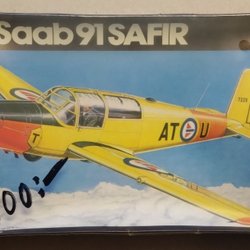 Saab 91 SAFIR
AT U
T
00:-